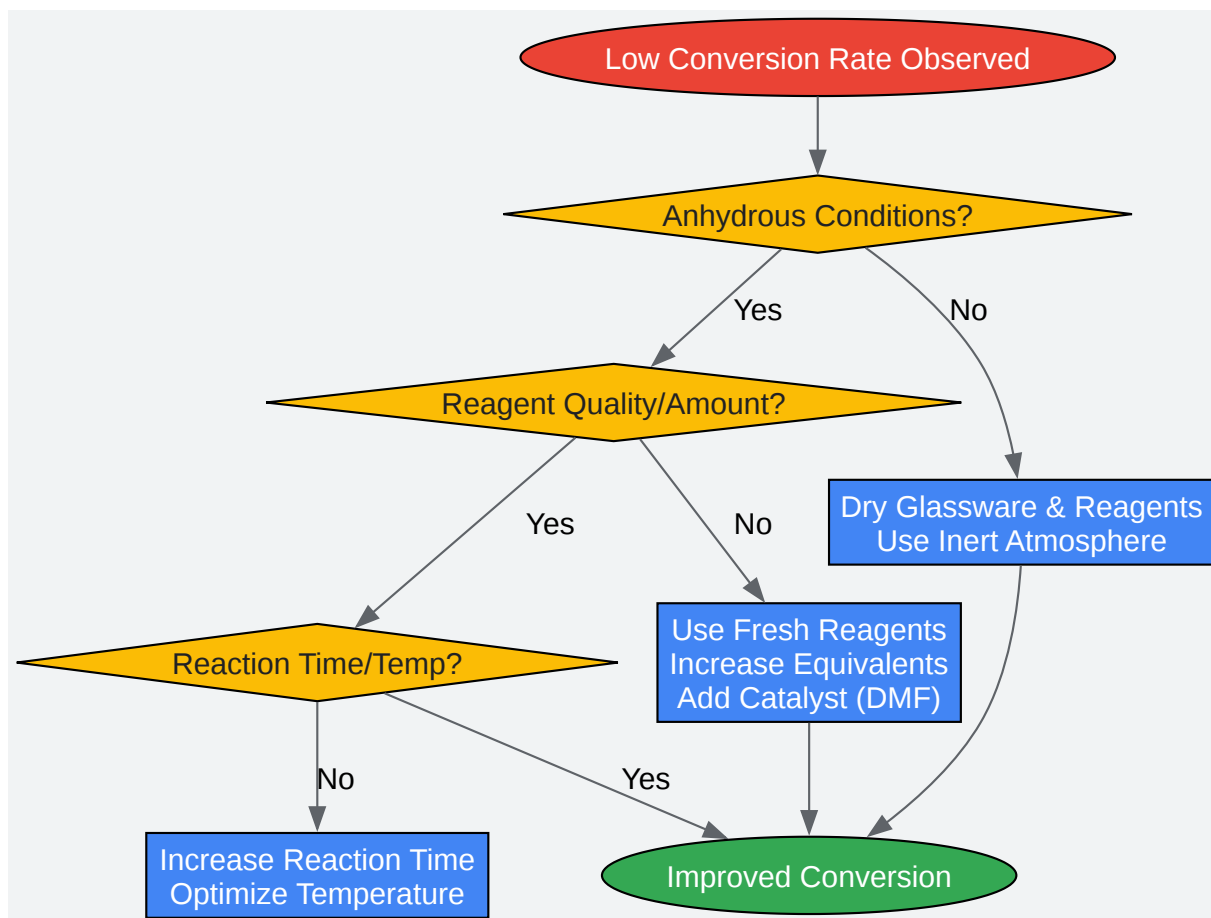 Low Conversion Rate Observed
Anhydrous Conditions?
Yes
No
Reagent Quality/Amount?
Dry Glassware & Reagents
Use Inert Atmosphere
Yes
No
Use Fresh Reagents
Increase Equivalents
Add Catalyst (DMF)
Reaction Time/Temp?
No
Yes
Increase Reaction Time
Optimize Temperature
Improved Conversion